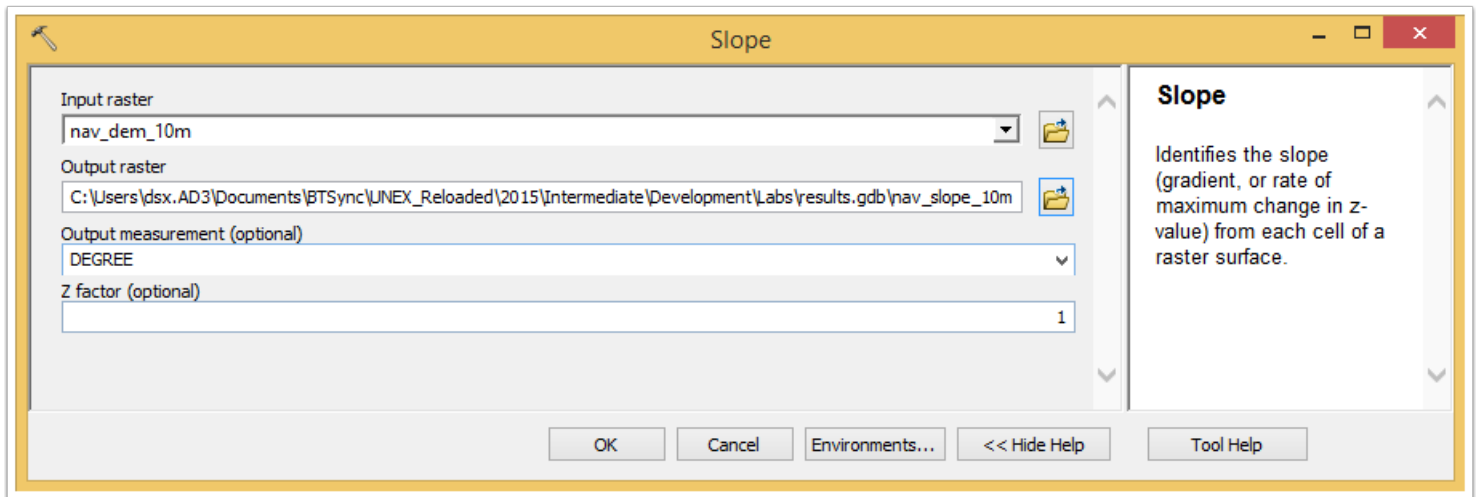 Slope
Input raster
nav_dem_10m
Output raster
C:\Users\dsx.AD3\Documents\BTSync\UNEX_Reloaded\2015\Intermediate\Development\Labs\results.gdb\nav_slope_10m
Output measurement (optional)
DEGREE
Z factor (optional)
1
Slope
Identifies the slope
(gradient, or rate of
maximum change in z-
value) from each cell of a
raster surface.
OK
Cancel
Environments...
<< Hide Help
Tool Help